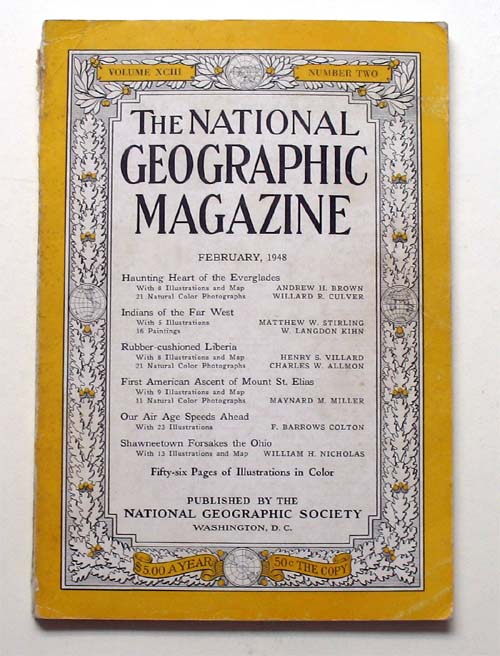 VOLUME XCIII NUMBER TWO
THE NATIONAL
GEOGRAPHIC
MAGAZINE
FEBRUARY, 1948
Haunting Heart of the Everglades
With 8 Illustrations and Map ANDREW H. BROWN
21 Natural Color Photographs WILLARD R. CULVER
Indians of the Far West
With 5 Illustrations MATTHEW W. STIRLING
16 Paintings W. LANGDON KIHN
Rubber-cushioned Liberia
With 6 Illustrations and Map HENRY S. VILLARD
21 Natural Color Photographs CHARLES W. ALLMON
First American Ascent of Mount St. Elias
With 9 Illustrations and Map
11 Natural Color Photographs MAYNARD M. MILLER
Our Air Age Speeds Ahead
With 23 Illustrations F. BARROWS COLTON
Shawneetown Forsakes the Ohio
With 13 Illustrations and Map WILLIAM H. NICHOLAS
Fifty-six Pages of Illustrations in Color
PUBLISHED BY THE
NATIONAL GEOGRAPHIC SOCIETY
WASHINGTON, D. C.
$5.00 A YEAR 50c THE COPY